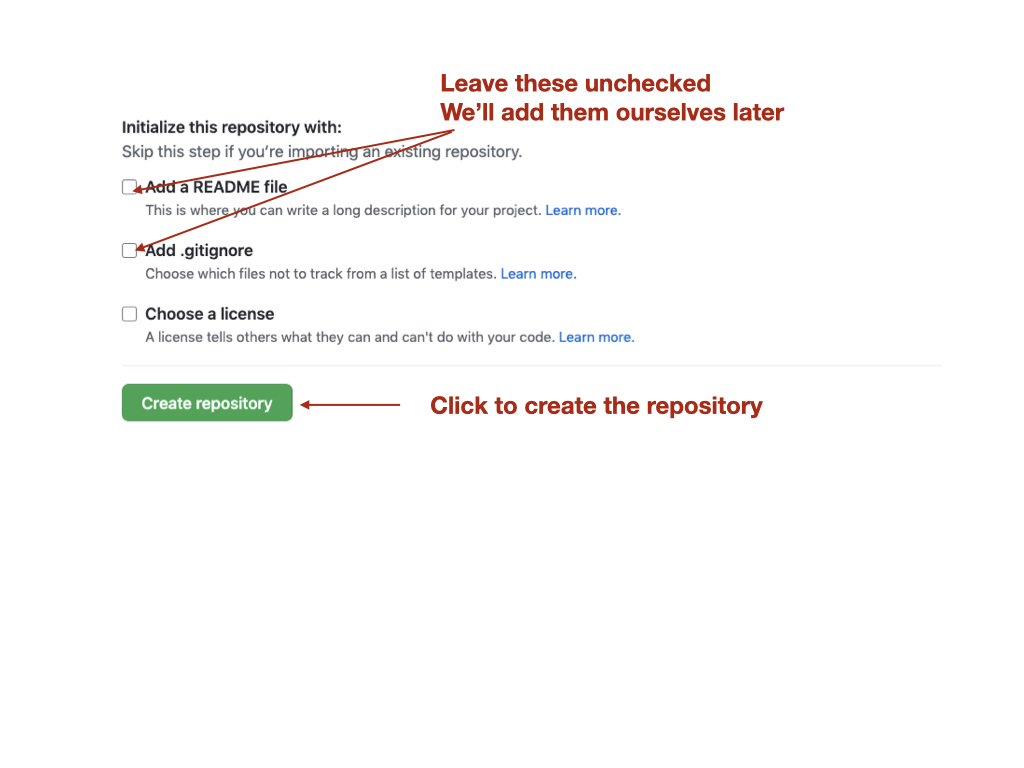 Leave these unchecked
We’ll add them ourselves later
Initialize this repository with:
Skip this step if you’re importing an existing repository.
Add a README file
This is where you can write a long description for your project. Learn more.
Add .gitignore
Choose which files not to track from a list of templates. Learn more.
Choose a license
A license tells others what they can and can't do with your code. Learn more.
Create repository
Click to create the repository